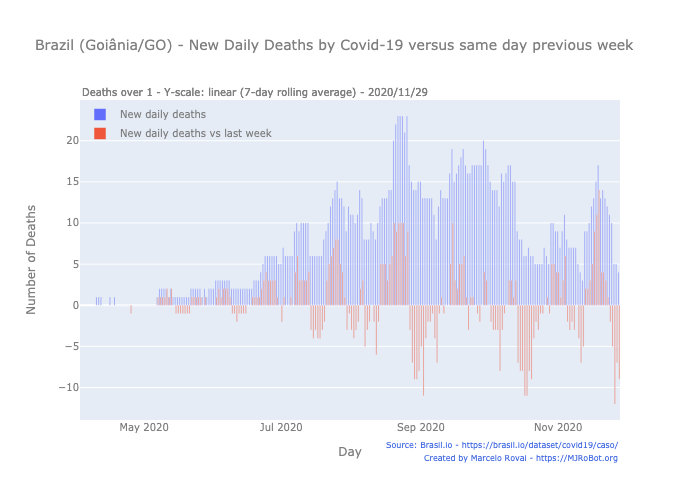 Brazil (Goiânia/GO) - New Daily Deaths by Covid-19 versus same day previous week
Deaths over 1 - Y-scale: linear (7-day rolling average) - 2020/11/29
New daily deaths
New daily deaths vs last week
20
15
10
5
0
−5
−10
Number of Deaths
May 2020
Jul 2020
Sep 2020
Nov 2020
Day
Source: Brasil.io - https://brasil.io/dataset/covid19/caso/
Created by Marcelo Rovai - https://MJRoBot.org